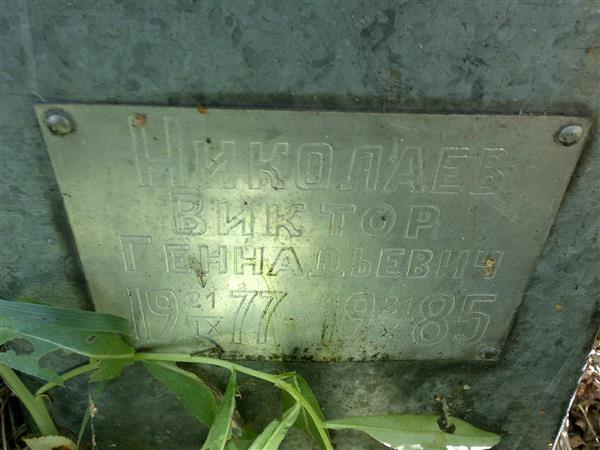 Николаев
Виктор
Геннадьевич
19 21/IX 77 - 19 21/X 85